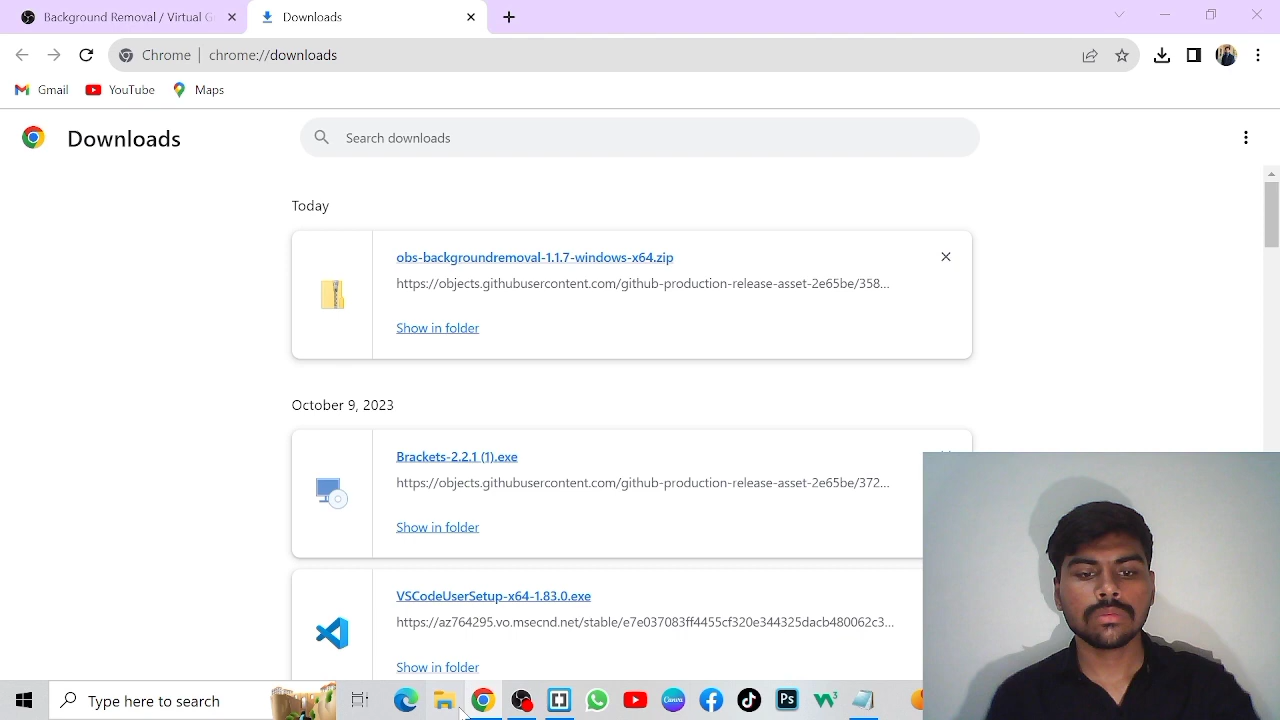 Background Removal / Virtual G
Downloads
Chrome
chrome://downloads
Gmail
YouTube
Maps
Downloads
Search downloads
Today
obs-backgroundremoval-1.1.7-windows-x64.zip
https://objects.githubusercontent.com/github-production-release-asset-2e65be/358...
Show in folder
October 9, 2023
Brackets-2.2.1 (1).exe
https://objects.githubusercontent.com/github-production-release-asset-2e65be/372...
Show in folder
VSCodeUserSetup-x64-1.83.0.exe
https://az764295.vo.msecnd.net/stable/e7e037083ff4455cf320e344325dacb480062c3...
Show in folder
Type here to search
Canva
Ps